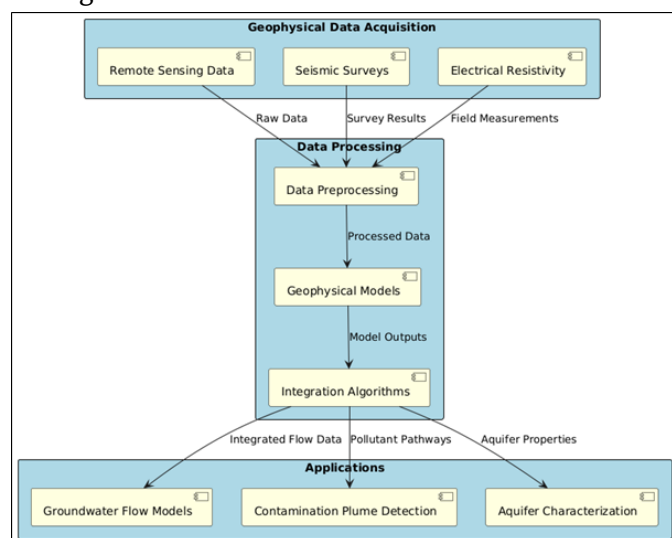 Geophysical Data Acquisition
Remote Sensing Data
Seismic Surveys
Electrical Resistivity
Raw Data
Survey Results
Field Measurements
Data Processing
Data Preprocessing
Processed Data
Geophysical Models
Model Outputs
Integration Algorithms
Integrated Flow Data
Pollutant Pathways
Aquifer Properties
Applications
Groundwater Flow Models
Contamination Plume Detection
Aquifer Characterization